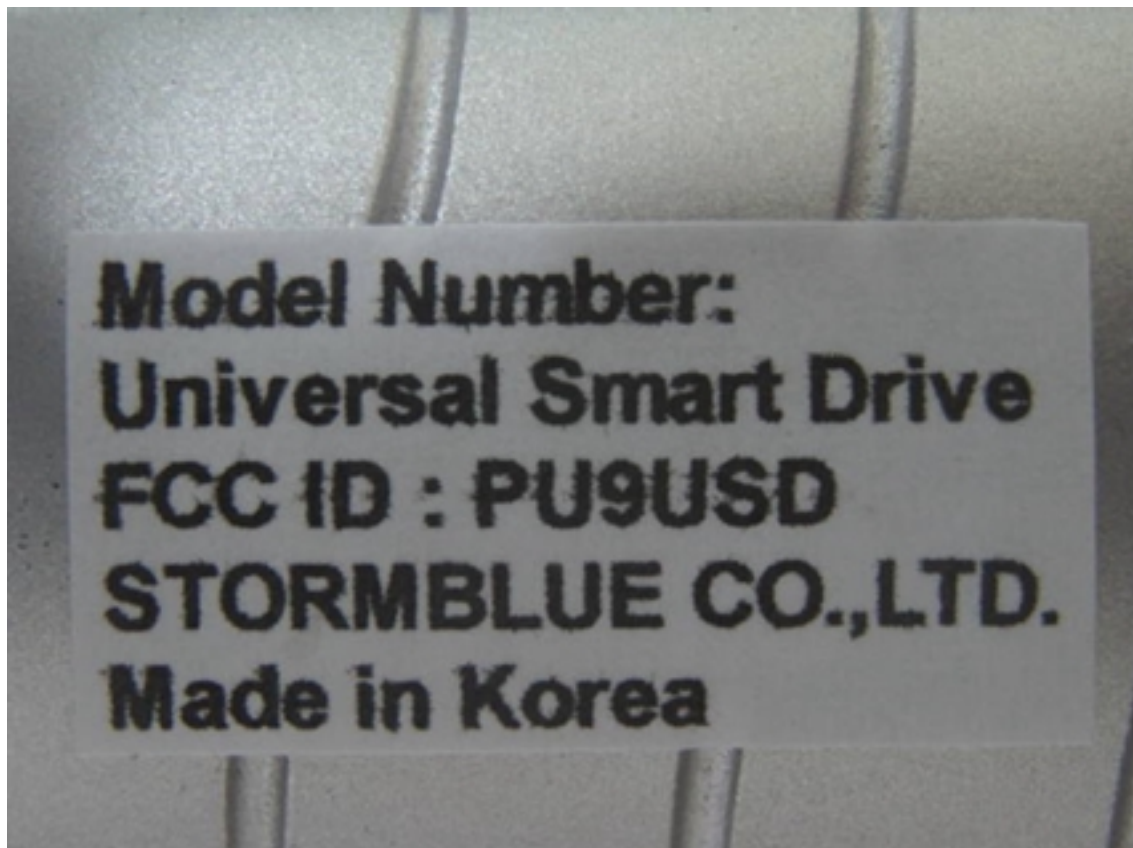 Model Number:
Universal Smart Drive
FCC ID : PU9USD
STORMBLUE CO.,LTD.
Made in Korea